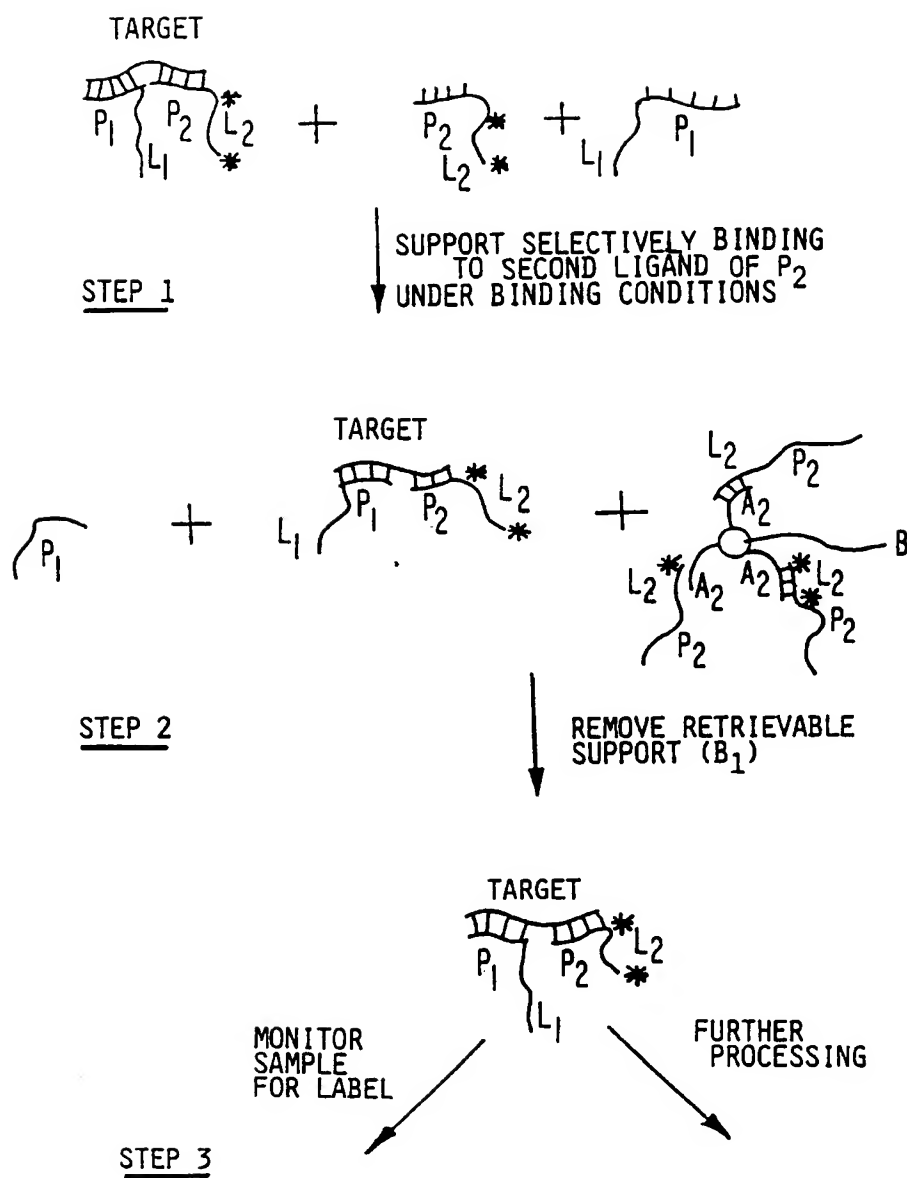 TARGET
P1 P2 L2
L1
+
P2
L2
+
L1 P1
SUPPORT SELECTIVELY BINDING
TO SECOND LIGAND OF P2
UNDER BINDING CONDITIONS
STEP 1
P1
+
TARGET
L1 P1 P2 L2
+
L2 P2
A2
B
L2 A2 A2 L2
P2 P2
STEP 2
REMOVE RETRIEVABLE
SUPPORT (B1)
TARGET
P1 P2 L2
L1
MONITOR
SAMPLE
FOR LABEL
FURTHER
PROCESSING
STEP 3